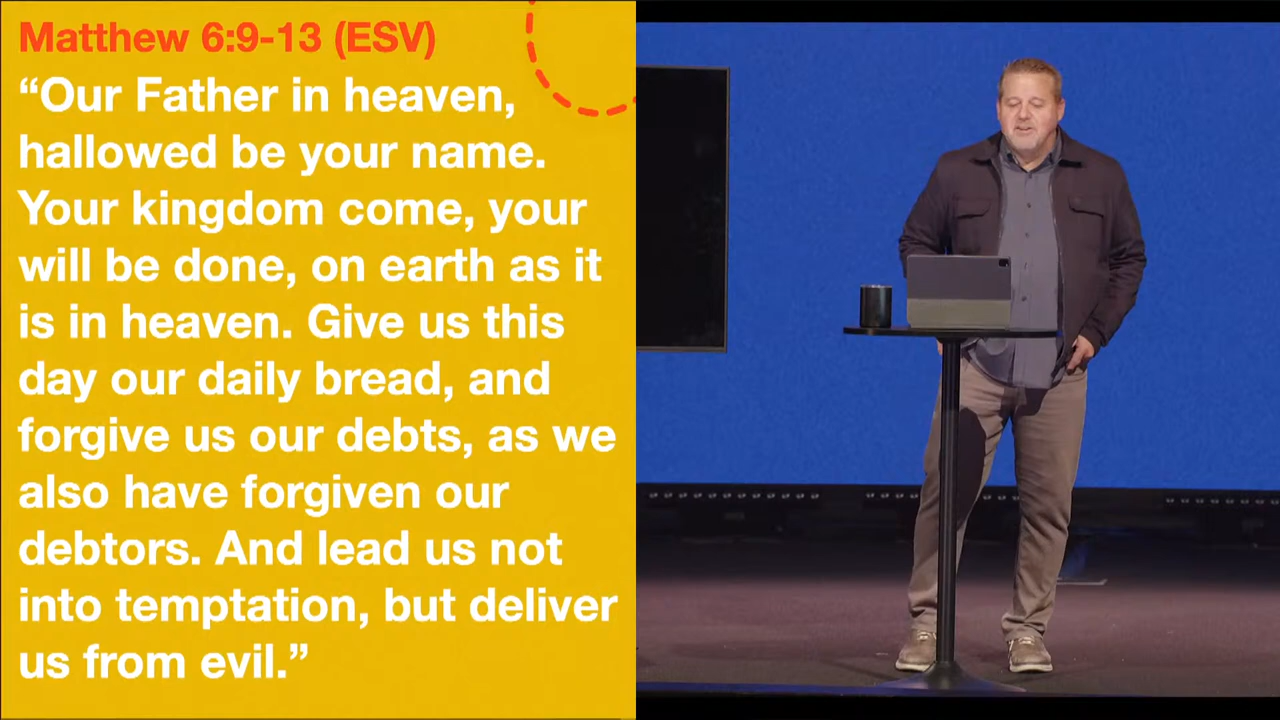 Matthew 6:9-13 (ESV)
“Our Father in heaven,
hallowed be your name.
Your kingdom come, your
will be done, on earth as it
is in heaven. Give us this
day our daily bread, and
forgive us our debts, as we
also have forgiven our
debtors. And lead us not
into temptation, but deliver
us from evil.”